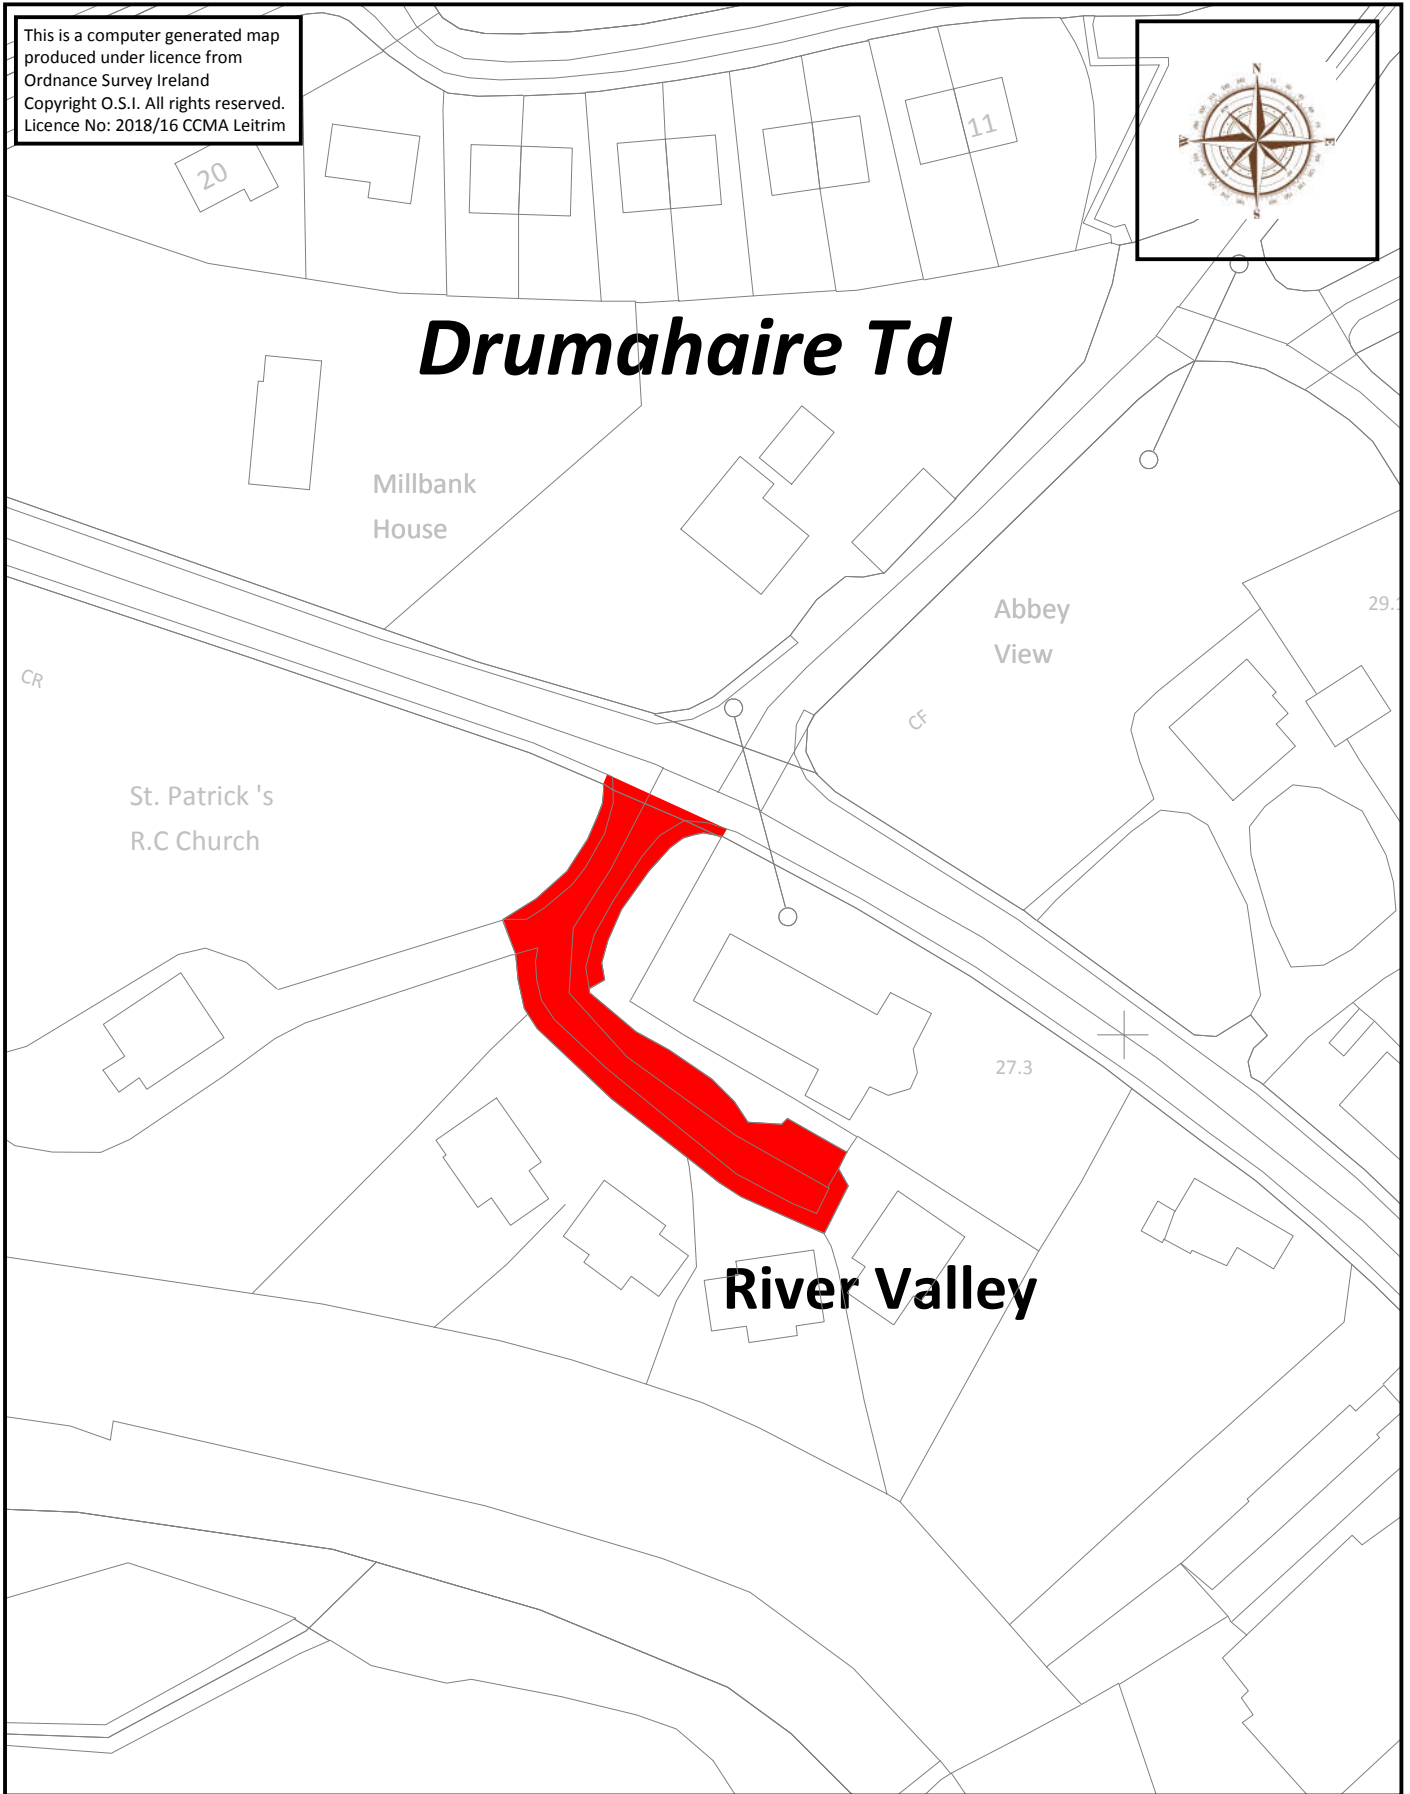 This is a computer generated map
produced under licence from
Ordnance Survey Ireland
Copyright O.S.I. All rights reserved.
Licence No: 2018/16 CCMA Leitrim
N
W
E
S
20
11
Drumahaire Td
Millbank
House
Abbey
View
29.
CR
CF
St. Patrick 's
R.C Church
27.3
River Valley